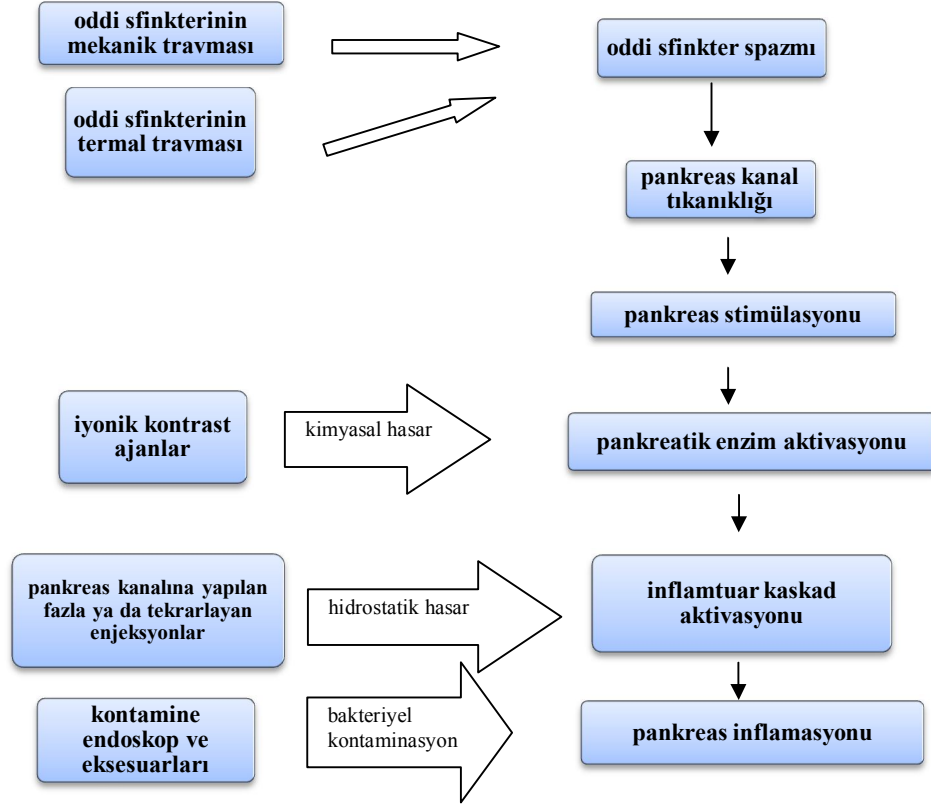 oddi sfinkterinin
mekanik travması
oddi sfinkter spazmı
oddi sfinkterinin
termal travması
pankreas kanal
tıkanıklığı
pankreas stimülasyonu
iyonik kontrast
ajanlar
kimyasal hasar
pankreatik enzim aktivasyonu
pankreas kanalına yapılan
fazla ya da tekrarlayan
enjeksyonlar
hidrostatik hasar
inflamtuar kaskad
aktivasyonu
kontamine
endoskop ve
eksesuarları
bakteriyel
kontaminasyon
pankreas inflamasyonu